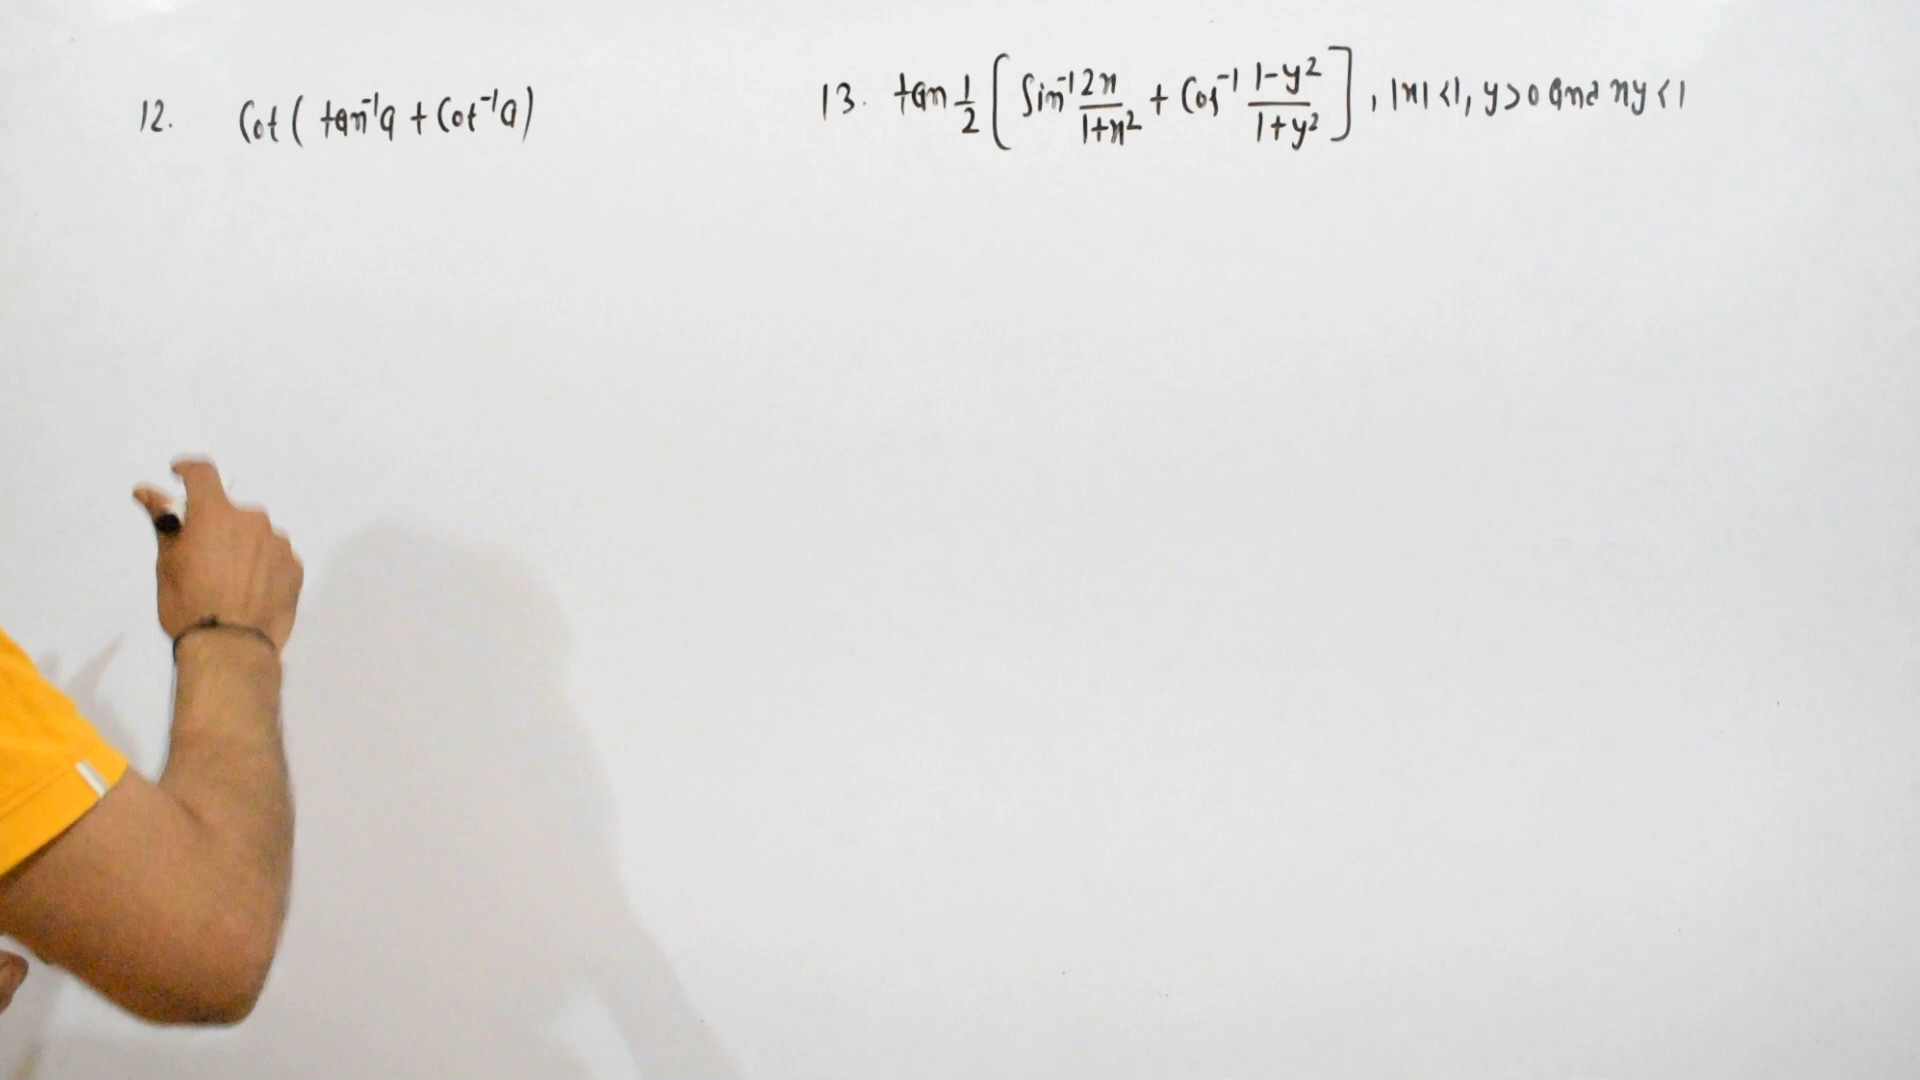 12. Cot ( tan⁻¹a + Cot⁻¹a)
13. tan 1/2 [ Sin⁻¹ 2x/1+x² + Cos⁻¹ 1-y²/1+y² ] , |x| <1, y>0 and xy <1